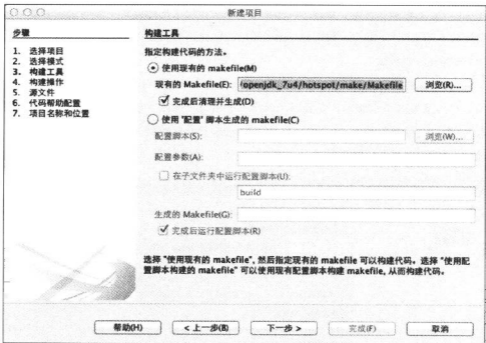 新建项目
步骤
1. 选择项目
2. 选择模式
3. 构建工具
4. 构建操作
5. 源文件
6. 代码帮助配置
7. 项目名称和位置
构建工具
指定构建代码的方法。
使用现有的 makefile(M)
现有的 Makefile(E): /openjdk_7u4/hotspot/make/Makefile 浏览(R)...
完成后清理并生成(D)
使用 "配置" 脚本生成的 makefile(C)
配置脚本(S): 浏览(W)...
配置参数(A):
在子文件夹中运行配置脚本(U):
build
生成的 Makefile(G):
完成后运行配置脚本(R)
选择 "使用现有的 makefile", 然后指定现有的 makefile 可以构建代码。选择 "使用配
置脚本构建的 makefile" 可以使用现有配置脚本构建 makefile, 从而构建代码。
帮助(H) < 上一步(B) 下一步 > 完成(F) 取消